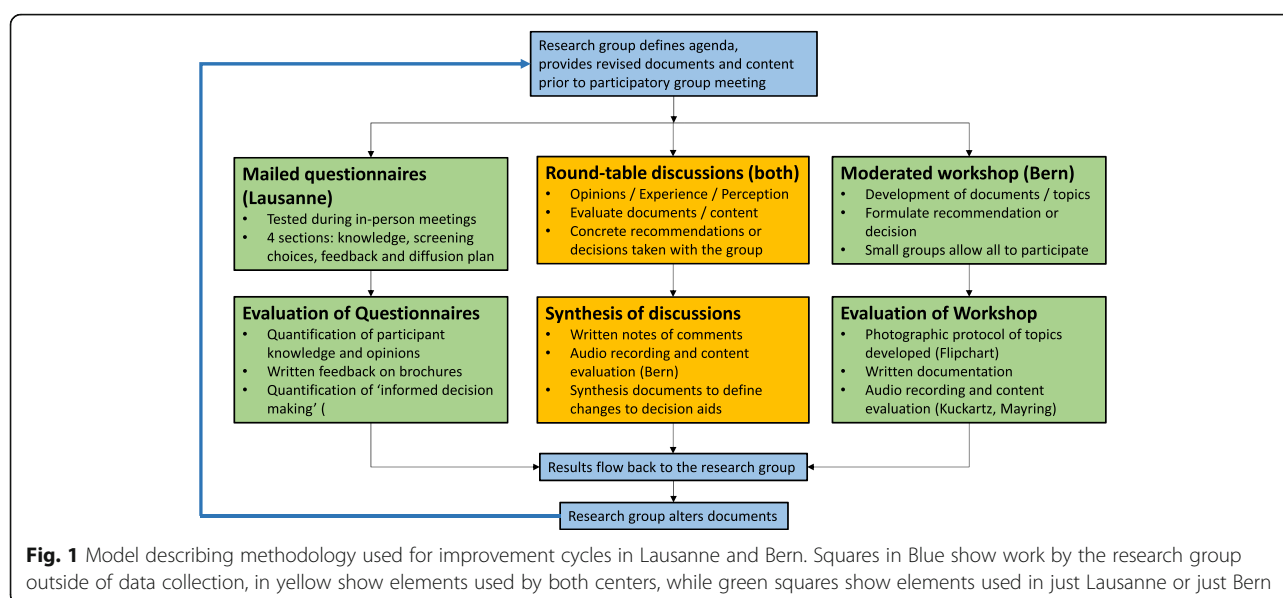 Research group defines agenda,
provides revised documents and content
prior to participatory group meeting
Mailed questionnaires
(Lausanne)
• Tested during in-person meetings
• 4 sections: knowledge, screening
choices, feedback and diffusion plan
Round-table discussions (both)
• Opinions / Experience / Perception
• Evaluate documents / content
• Concrete recommendations or
decisions taken with the group
Moderated workshop (Bern)
• Development of documents / topics
• Formulate recommendation or
decision
• Small groups allow all to participate
Evaluation of Questionnaires
• Quantification of participant
knowledge and opinions
• Written feedback on brochures
• Quantification of ‘informed decision
making’ (
Synthesis of discussions
• Written notes of comments
• Audio recording and content
evaluation (Bern)
• Synthesis documents to define
changes to decision aids
Evaluation of Workshop
• Photographic protocol of topics
developed (Flipchart)
• Written documentation
• Audio recording and content
evaluation (Kuckartz, Mayring)
Results flow back to the research group
Research group alters documents
Fig. 1 Model describing methodology used for improvement cycles in Lausanne and Bern. Squares in Blue show work by the research group
outside of data collection, in yellow show elements used by both centers, while green squares show elements used in just Lausanne or just Bern